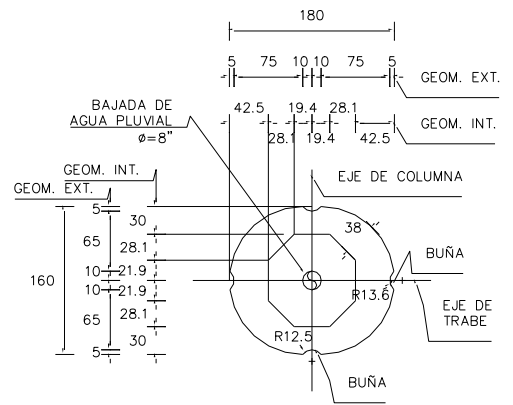 180
5 75 10 10 75 5
GEOM. EXT.
BAJADA DE
AGUA PLUVIAL
ø=8"
42.5 19.4 28.1
28.1 19.4 42.5
GEOM. INT.
GEOM. INT.
GEOM. EXT.
EJE DE COLUMNA
5
30
38
65
28.1
BUÑA
160
10 21.9
10 21.9
R13.6
EJE DE
TRABE
65
28.1
R12.5
30
5
BUÑA